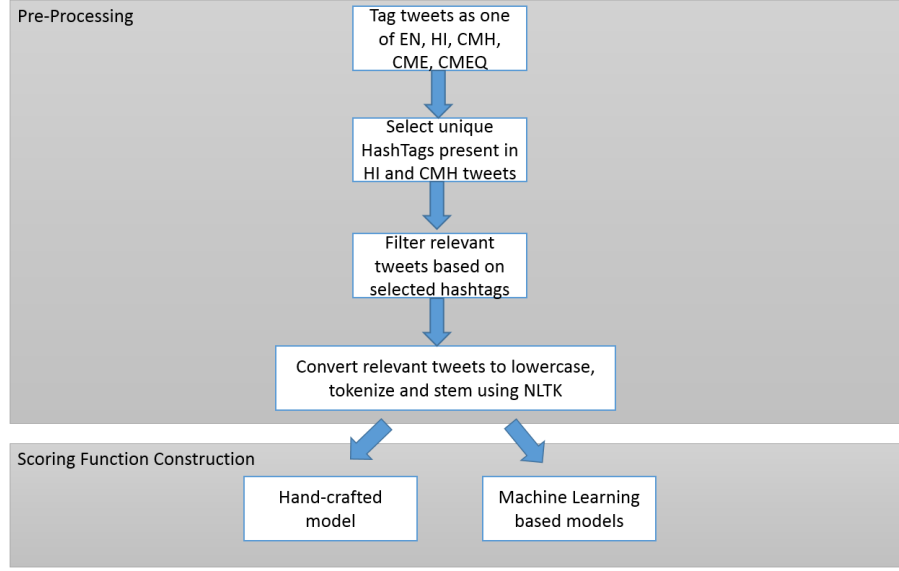 Pre-Processing
Tag tweets as one
of EN, HI, CMH,
CME, CMEQ
Select unique
HashTags present in
HI and CMH tweets
Filter relevant
tweets based on
selected hashtags
Convert relevant tweets to lowercase,
tokenize and stem using NLTK
Scoring Function Construction
Hand-crafted
model
Machine Learning
based models